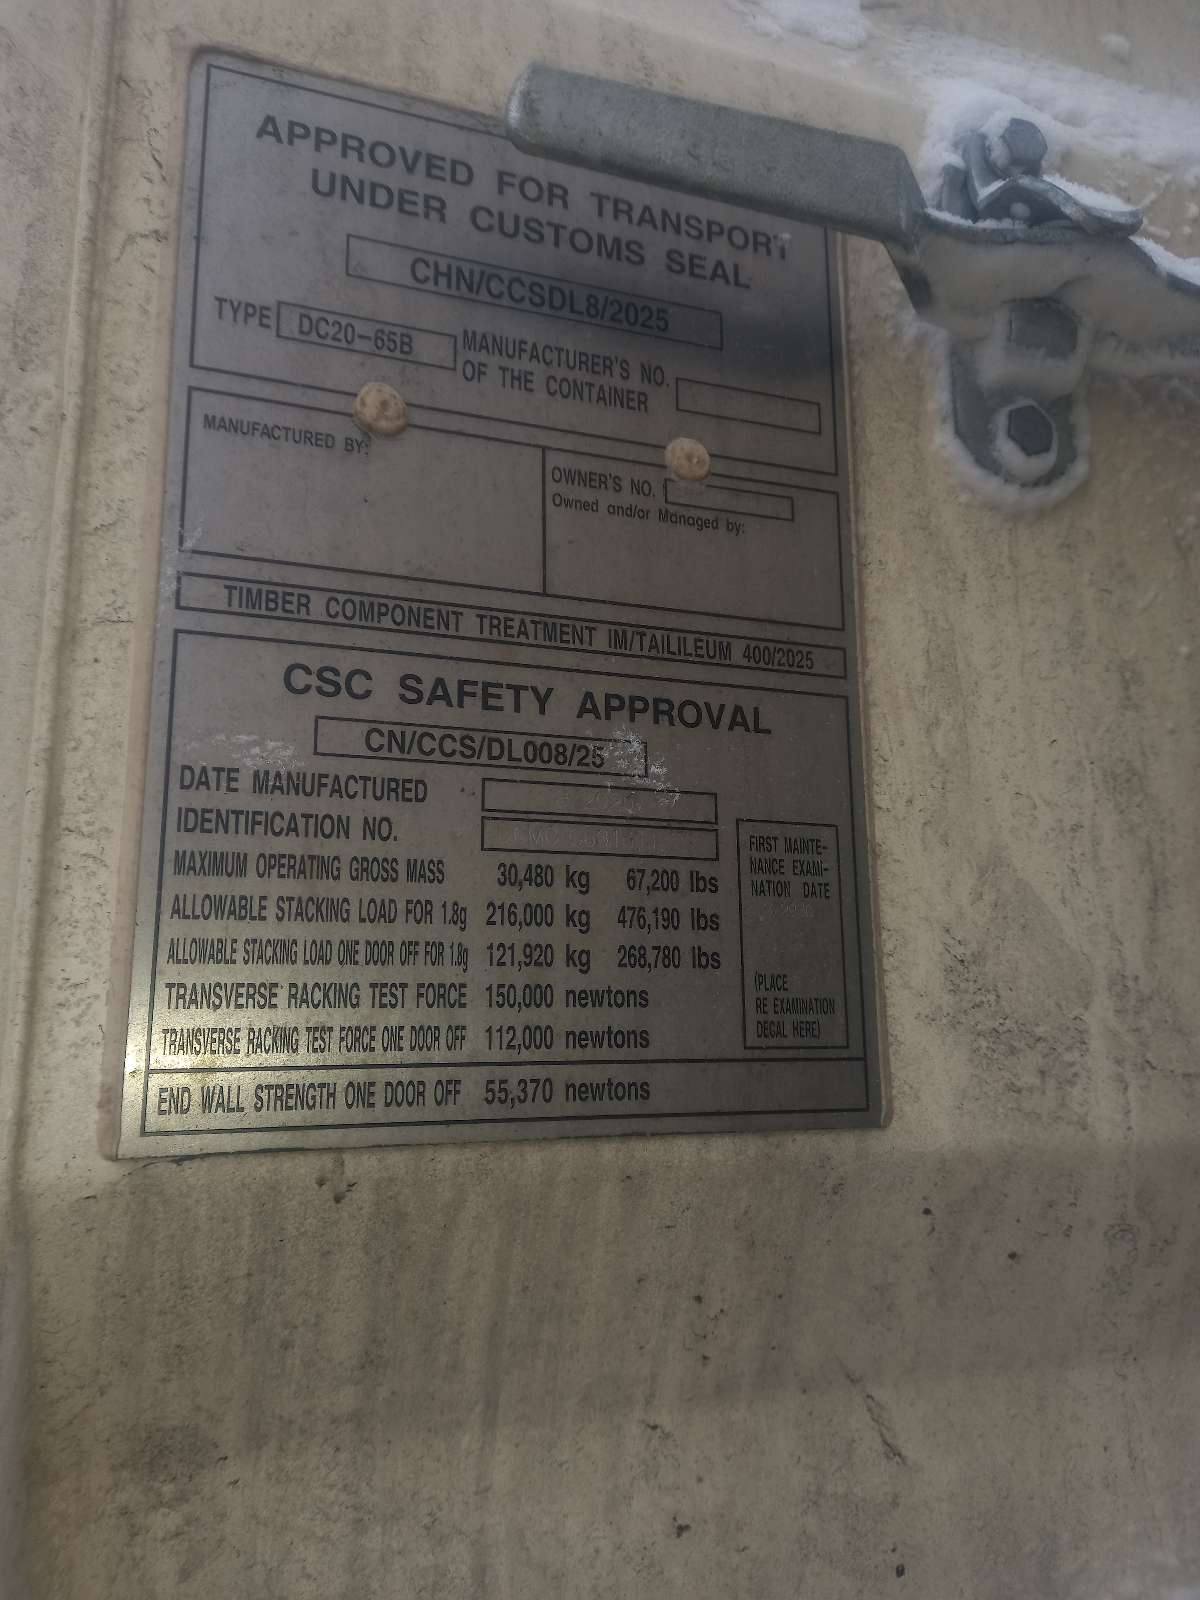 APPROVED FOR TRANSPORT
UNDER CUSTOMS SEAL
CHN/CCSDL8/2025
TYPE DC20-65B MANUFACTURER'S NO.
OF THE CONTAINER
MANUFACTURED BY:
OWNER'S NO.
Owned and/or Managed by:
TIMBER COMPONENT TREATMENT IM/TAILILEUM 400/2025
CSC SAFETY APPROVAL
CN/CCS/DL008/25
DATE MANUFACTURED
IDENTIFICATION NO.
MAXIMUM OPERATING GROSS MASS 30,480 kg 67,200 lbs
ALLOWABLE STACKING LOAD FOR 1.8g 216,000 kg 476,190 lbs
ALLOWABLE STACKING LOAD ONE DOOR OFF FOR 1.8g 121,920 kg 268,780 lbs
TRANSVERSE RACKING TEST FORCE 150,000 newtons
TRANSVERSE RACKING TEST FORCE ONE DOOR OFF 112,000 newtons
END WALL STRENGTH ONE DOOR OFF 55,370 newtons
FIRST MAINTE-
NANCE EXAMI-
NATION DATE
(PLACE
RE EXAMINATION
DECAL HERE)